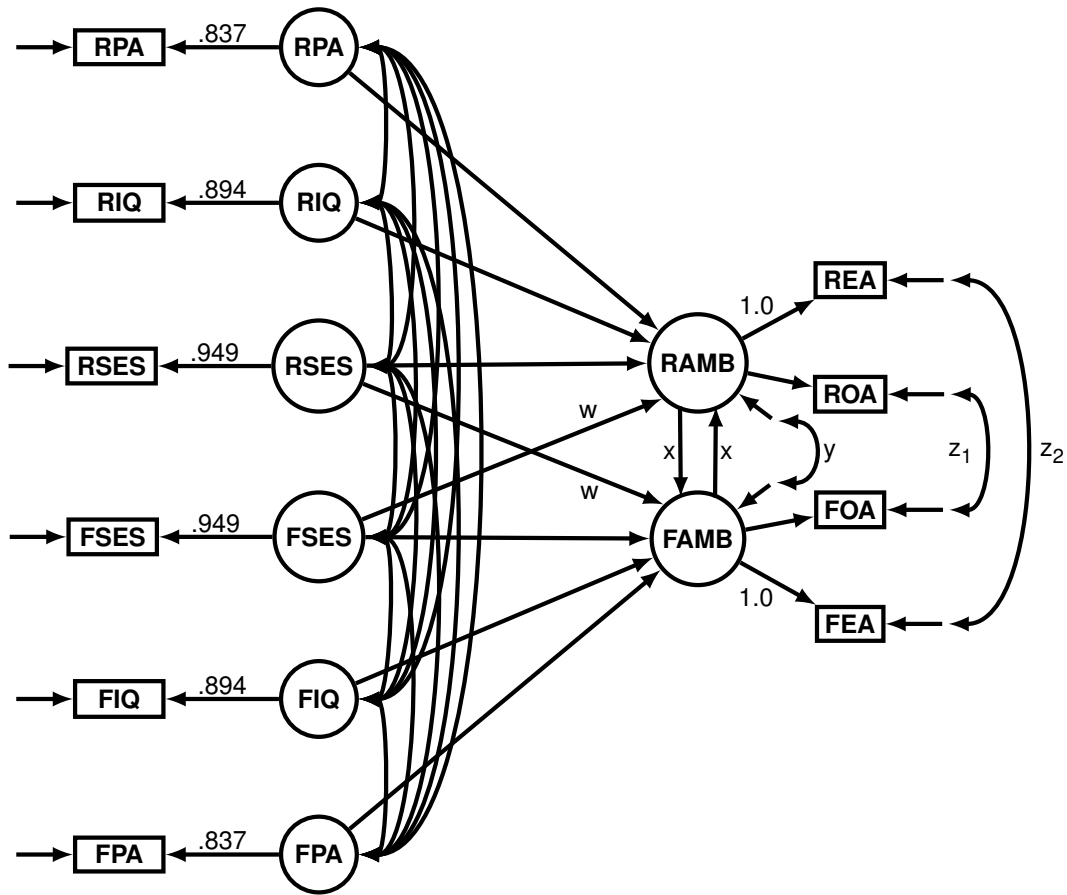 RPA .837 RPA
RIQ .894 RIQ
REA
1.0
RSES .949 RSES
RAMB
ROA
w
x x y z1 z2
w
FSES .949 FSES
FAMB
FOA
1.0
FEA
FIQ .894 FIQ
FPA .837 FPA